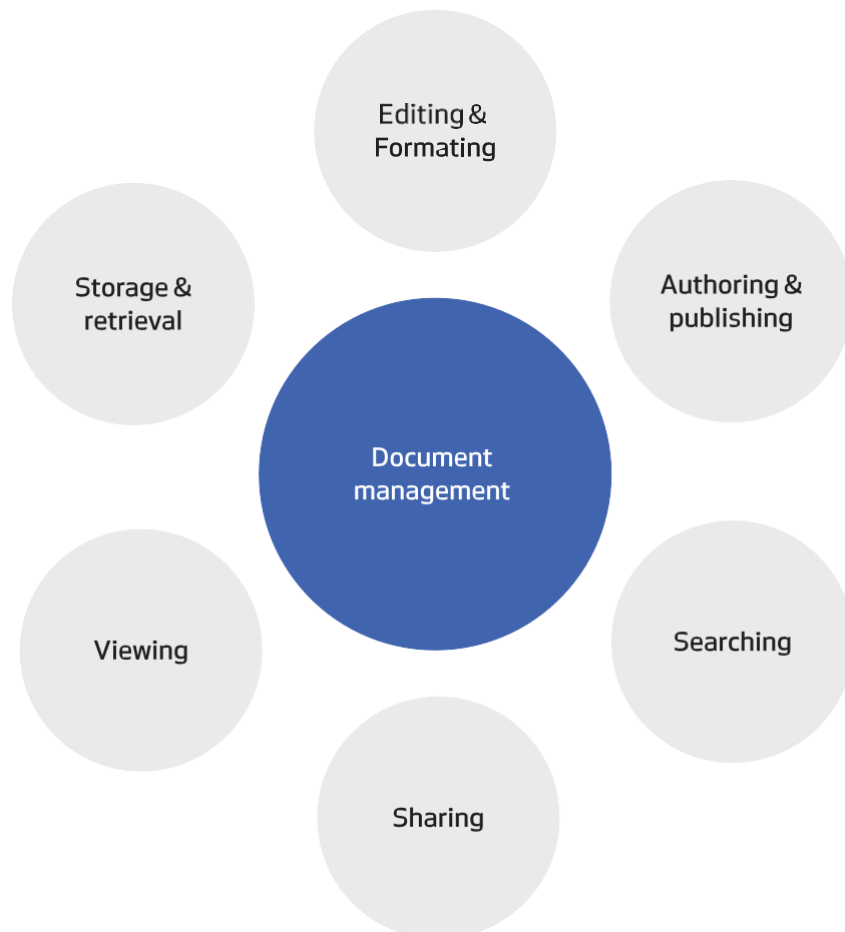 Editing &
Formating
Authoring &
publishing
Storage &
retrieval
Document
management
Searching
Viewing
Sharing